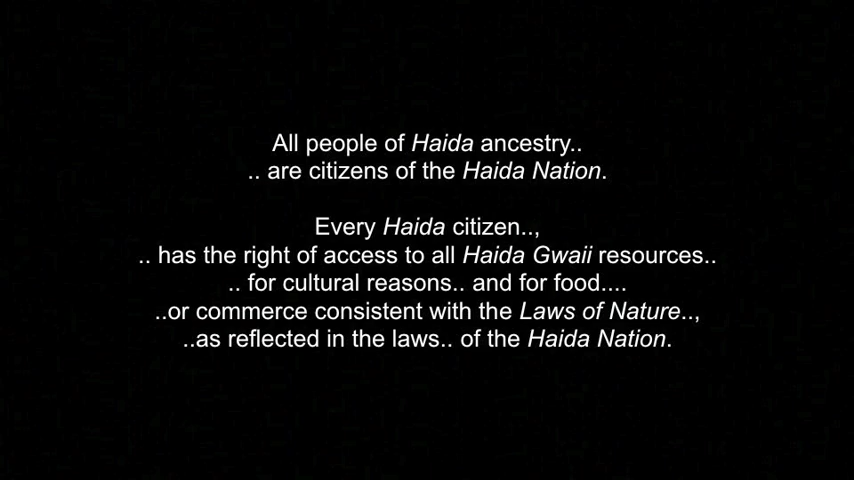 All people of Haida ancestry..
.. are citizens of the Haida Nation.
Every Haida citizen..,
.. has the right of access to all Haida Gwaii resources..
.. for cultural reasons.. and for food....
..or commerce consistent with the Laws of Nature..,
..as reflected in the laws.. of the Haida Nation.